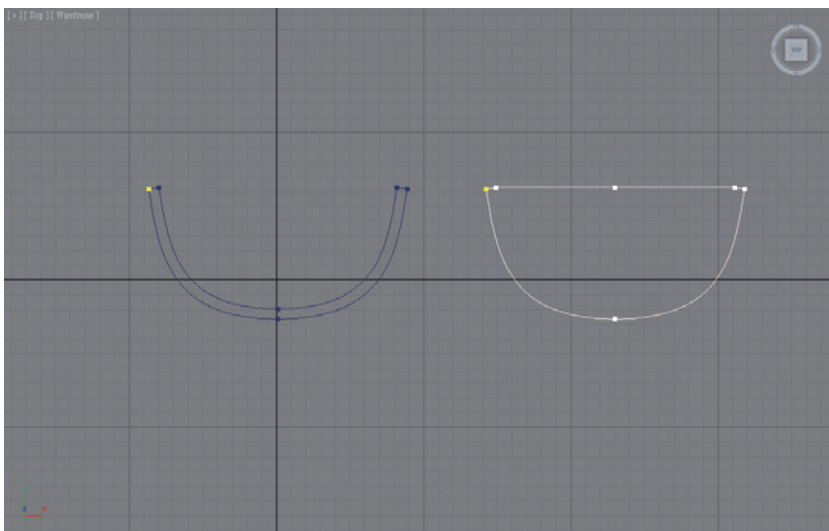 [ + ] [ Top ] [ Wireframe ]